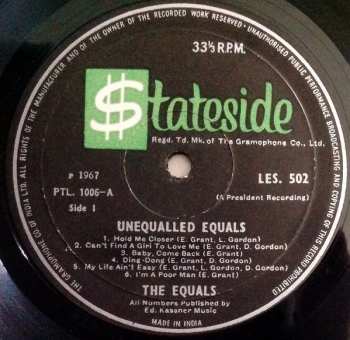 33⅓ R.P.M.
$tateside
Regd. Td. Mk. of The Gramophone Co., Ltd.
℗ 1967
PTL. 1006-A
Side 1
LES. 502
(A President Recording)
UNEQUALLED EQUALS
1. Hold Me Closer (E. Grant, L. Gordon)
2. Can't Find A Girl To Love Me (E. Grant, D. Gordon)
3. Baby, Come Back (E. Grant)
4. Ding-Dong (E. Grant, D. Gordon)
5. My Life Ain't Easy (E. Grant, L. Gordon, D. Gordon)
6. I'm A Poor Man (E. Grant)
THE EQUALS
All Numbers Published by
Ed. Kassner Music
MADE IN INDIA
THE GRAMOPHONE CO. OF INDIA LTD. ALL RIGHTS OF THE MANUFACTURER AND OF THE OWNER OF THE RECORDED WORK RESERVED • UNAUTHORISED PUBLIC PERFORMANCE BROADCASTING AND COPYING OF THIS RECORD PROHIBITED